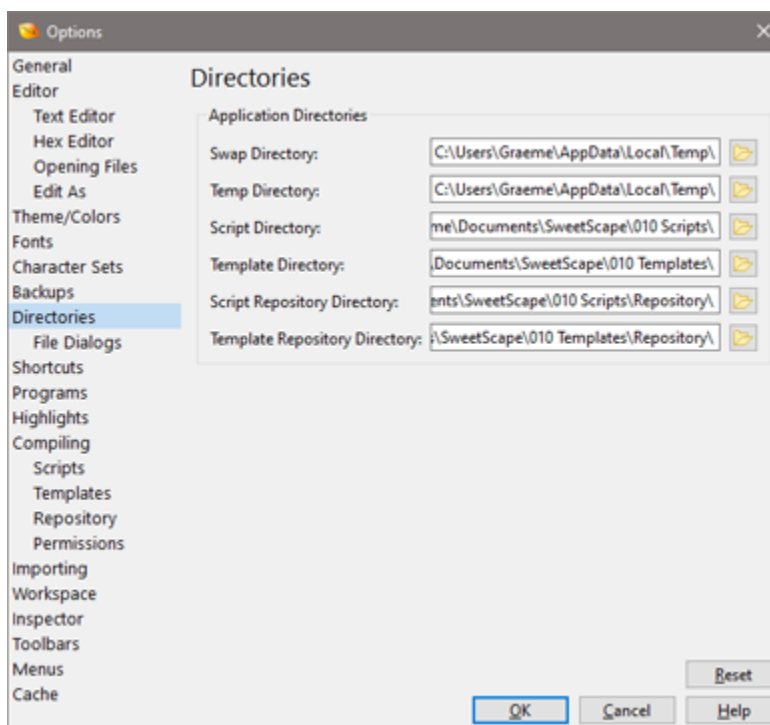 Options
General
Editor
Text Editor
Hex Editor
Opening Files
Edit As
Theme/Colors
Fonts
Character Sets
Backups
Directories
File Dialogs
Shortcuts
Programs
Highlights
Compiling
Scripts
Templates
Repository
Permissions
Importing
Workspace
Inspector
Toolbars
Menus
Cache
Directories
Application Directories
Swap Directory: C:\Users\Graeme\AppData\Local\Temp\
Temp Directory: C:\Users\Graeme\AppData\Local\Temp\
Script Directory: me\Documents\SweetScape\010 Scripts\
Template Directory: \Documents\SweetScape\010 Templates\
Script Repository Directory: ents\SweetScape\010 Scripts\Repository\
Template Repository Directory: \SweetScape\010 Templates\Repository\
Reset
OK Cancel Help